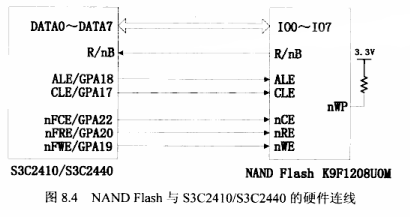 DATA0～DATA7 IO0～IO7
R/nB R/nB
3.3V
ALE/GPA18 ALE
CLE/GPA17 CLE
nWP
nFCE/GPA22 nCE
nFRE/GPA20 nRE
nFWE/GPA19 nWE
S3C2410/S3C2440 NAND Flash K9F1208U0M
图 8.4 NAND Flash 与 S3C2410/S3C2440 的硬件连线